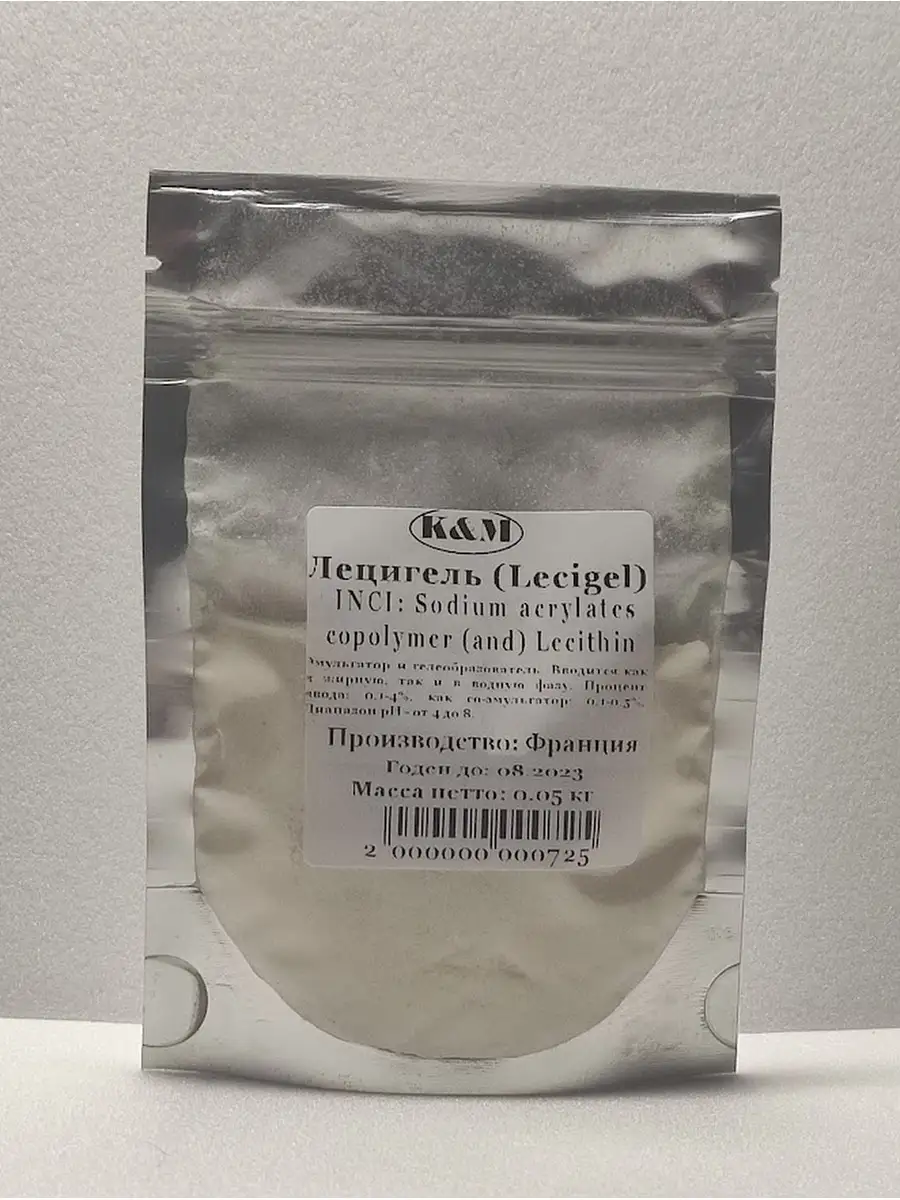 K&M
Лецигель (Lecigel)
INCI: Sodium acrylates
copolymer (and) Lecithin
Эмульгатор и гелеобразователь. Вводится как
в жирную, так и в водную фазу. Процент
ввода: 0.1-4%, как со-эмульгатор: 0.1-0.5%.
Диапазон pH - от 4 до 8.
Производство: Франция
Годен до: 08.2023
Масса нетто: 0.05 кг
2 000000 000725